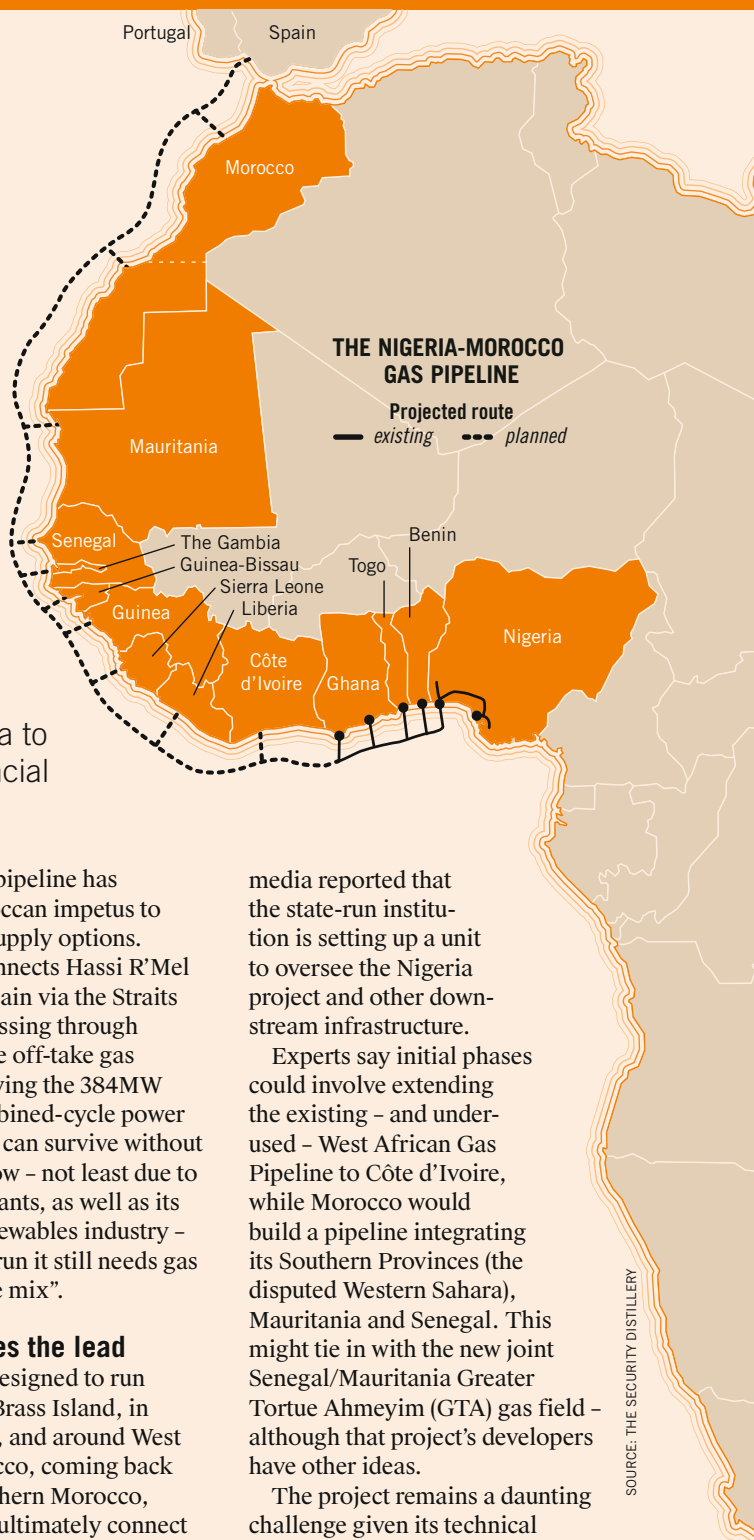 Portugal
Spain
Morocco
THE NIGERIA-MOROCCO
GAS PIPELINE
Projected route
existing planned
Mauritania
Benin
Senegal
The Gambia
Togo
Guinea-Bissau
Sierra Leone
Guinea
Liberia
Nigeria
Côte
d’Ivoire
Ghana
a to
ncial
pipeline has
occan impetus to
upply options.
nnects Hassi R’Mel
ain via the Straits
ssing through
e off-take gas
ying the 384MW
bined-cycle power
can survive without
ow – not least due to
ants, as well as its
ewables industry –
run it still needs gas
e mix”.
es the lead
esigned to run
Brass Island, in
, and around West
cco, coming back
hern Morocco,
ultimately connect
media reported that
the state-run institu-
tion is setting up a unit
to oversee the Nigeria
project and other down-
stream infrastructure.
Experts say initial phases
could involve extending
the existing – and under-
used – West African Gas
Pipeline to Côte d’Ivoire,
while Morocco would
build a pipeline integrating
its Southern Provinces (the
disputed Western Sahara),
Mauritania and Senegal. This
might tie in with the new joint
Senegal/Mauritania Greater
Tortue Ahmeyim (GTA) gas field –
although that project’s developers
have other ideas.
The project remains a daunting
challenge given its technical
SOURCE: THE SECURITY DISTILLERY